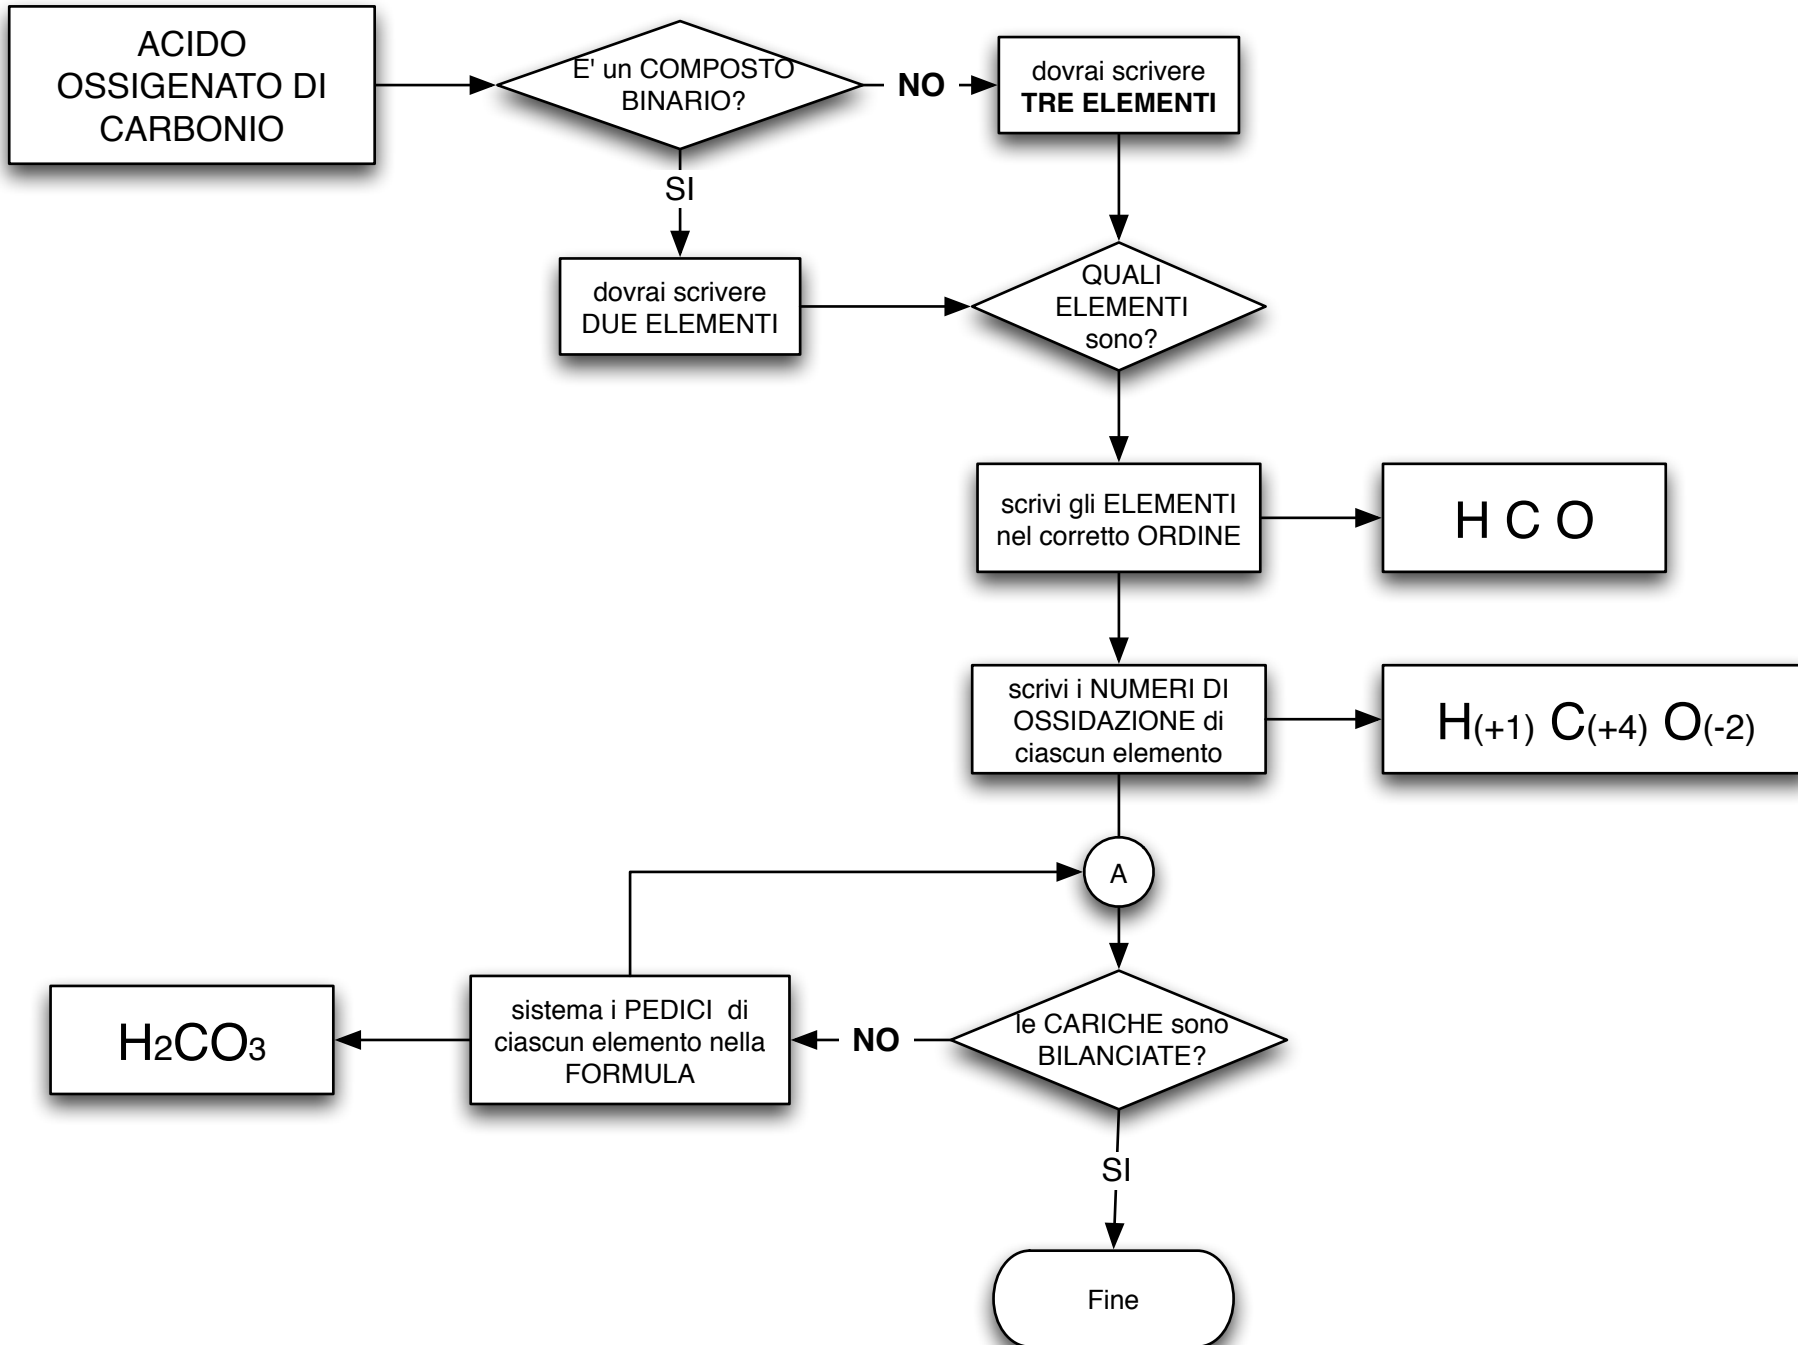 ACIDO
OSSIGENATO DI
CARBONIO
E' un COMPOSTO
BINARIO?
NO
dovrai scrivere
TRE ELEMENTI
SI
dovrai scrivere
DUE ELEMENTI
QUALI
ELEMENTI
sono?
scrivi gli ELEMENTI
nel corretto ORDINE
H C O
scrivi i NUMERI DI
OSSIDAZIONE di
ciascun elemento
H(+1) C(+4) O(-2)
A
le CARICHE sono
BILANCIATE?
NO
sistema i PEDICI di
ciascun elemento nella
FORMULA
H2CO3
SI
Fine